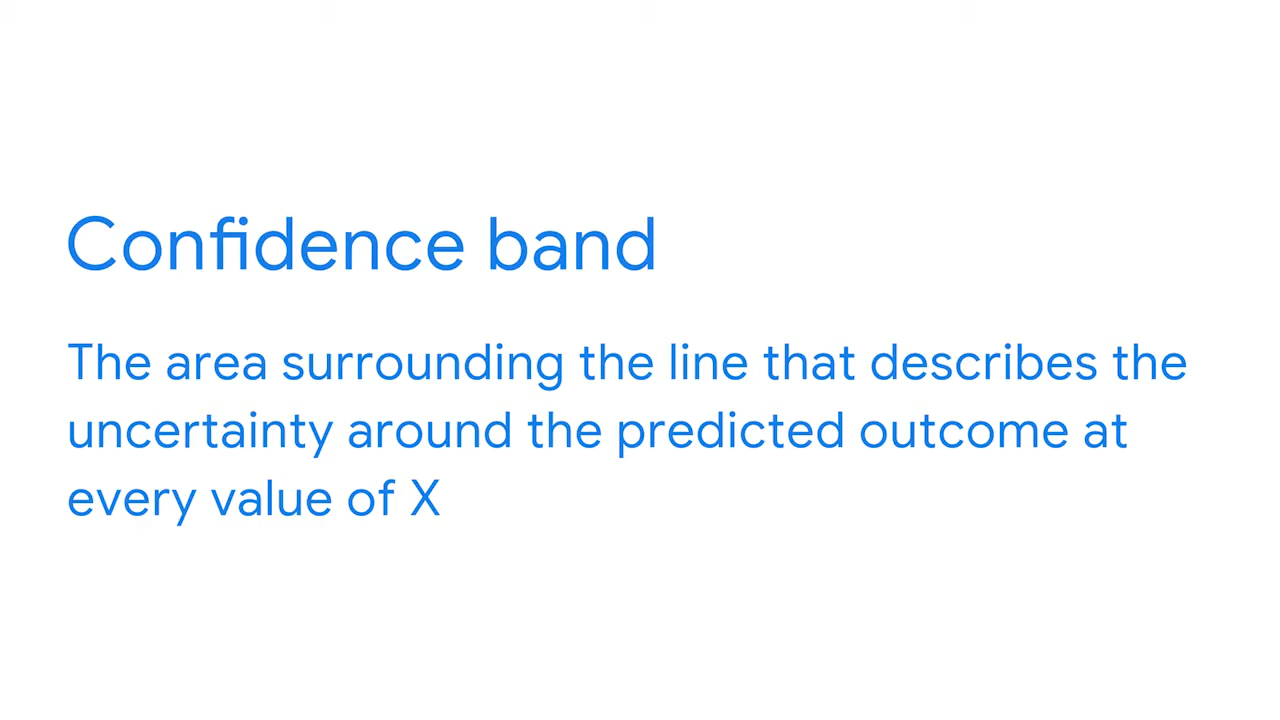 Confidence band
The area surrounding the line that describes the
uncertainty around the predicted outcome at
every value of X